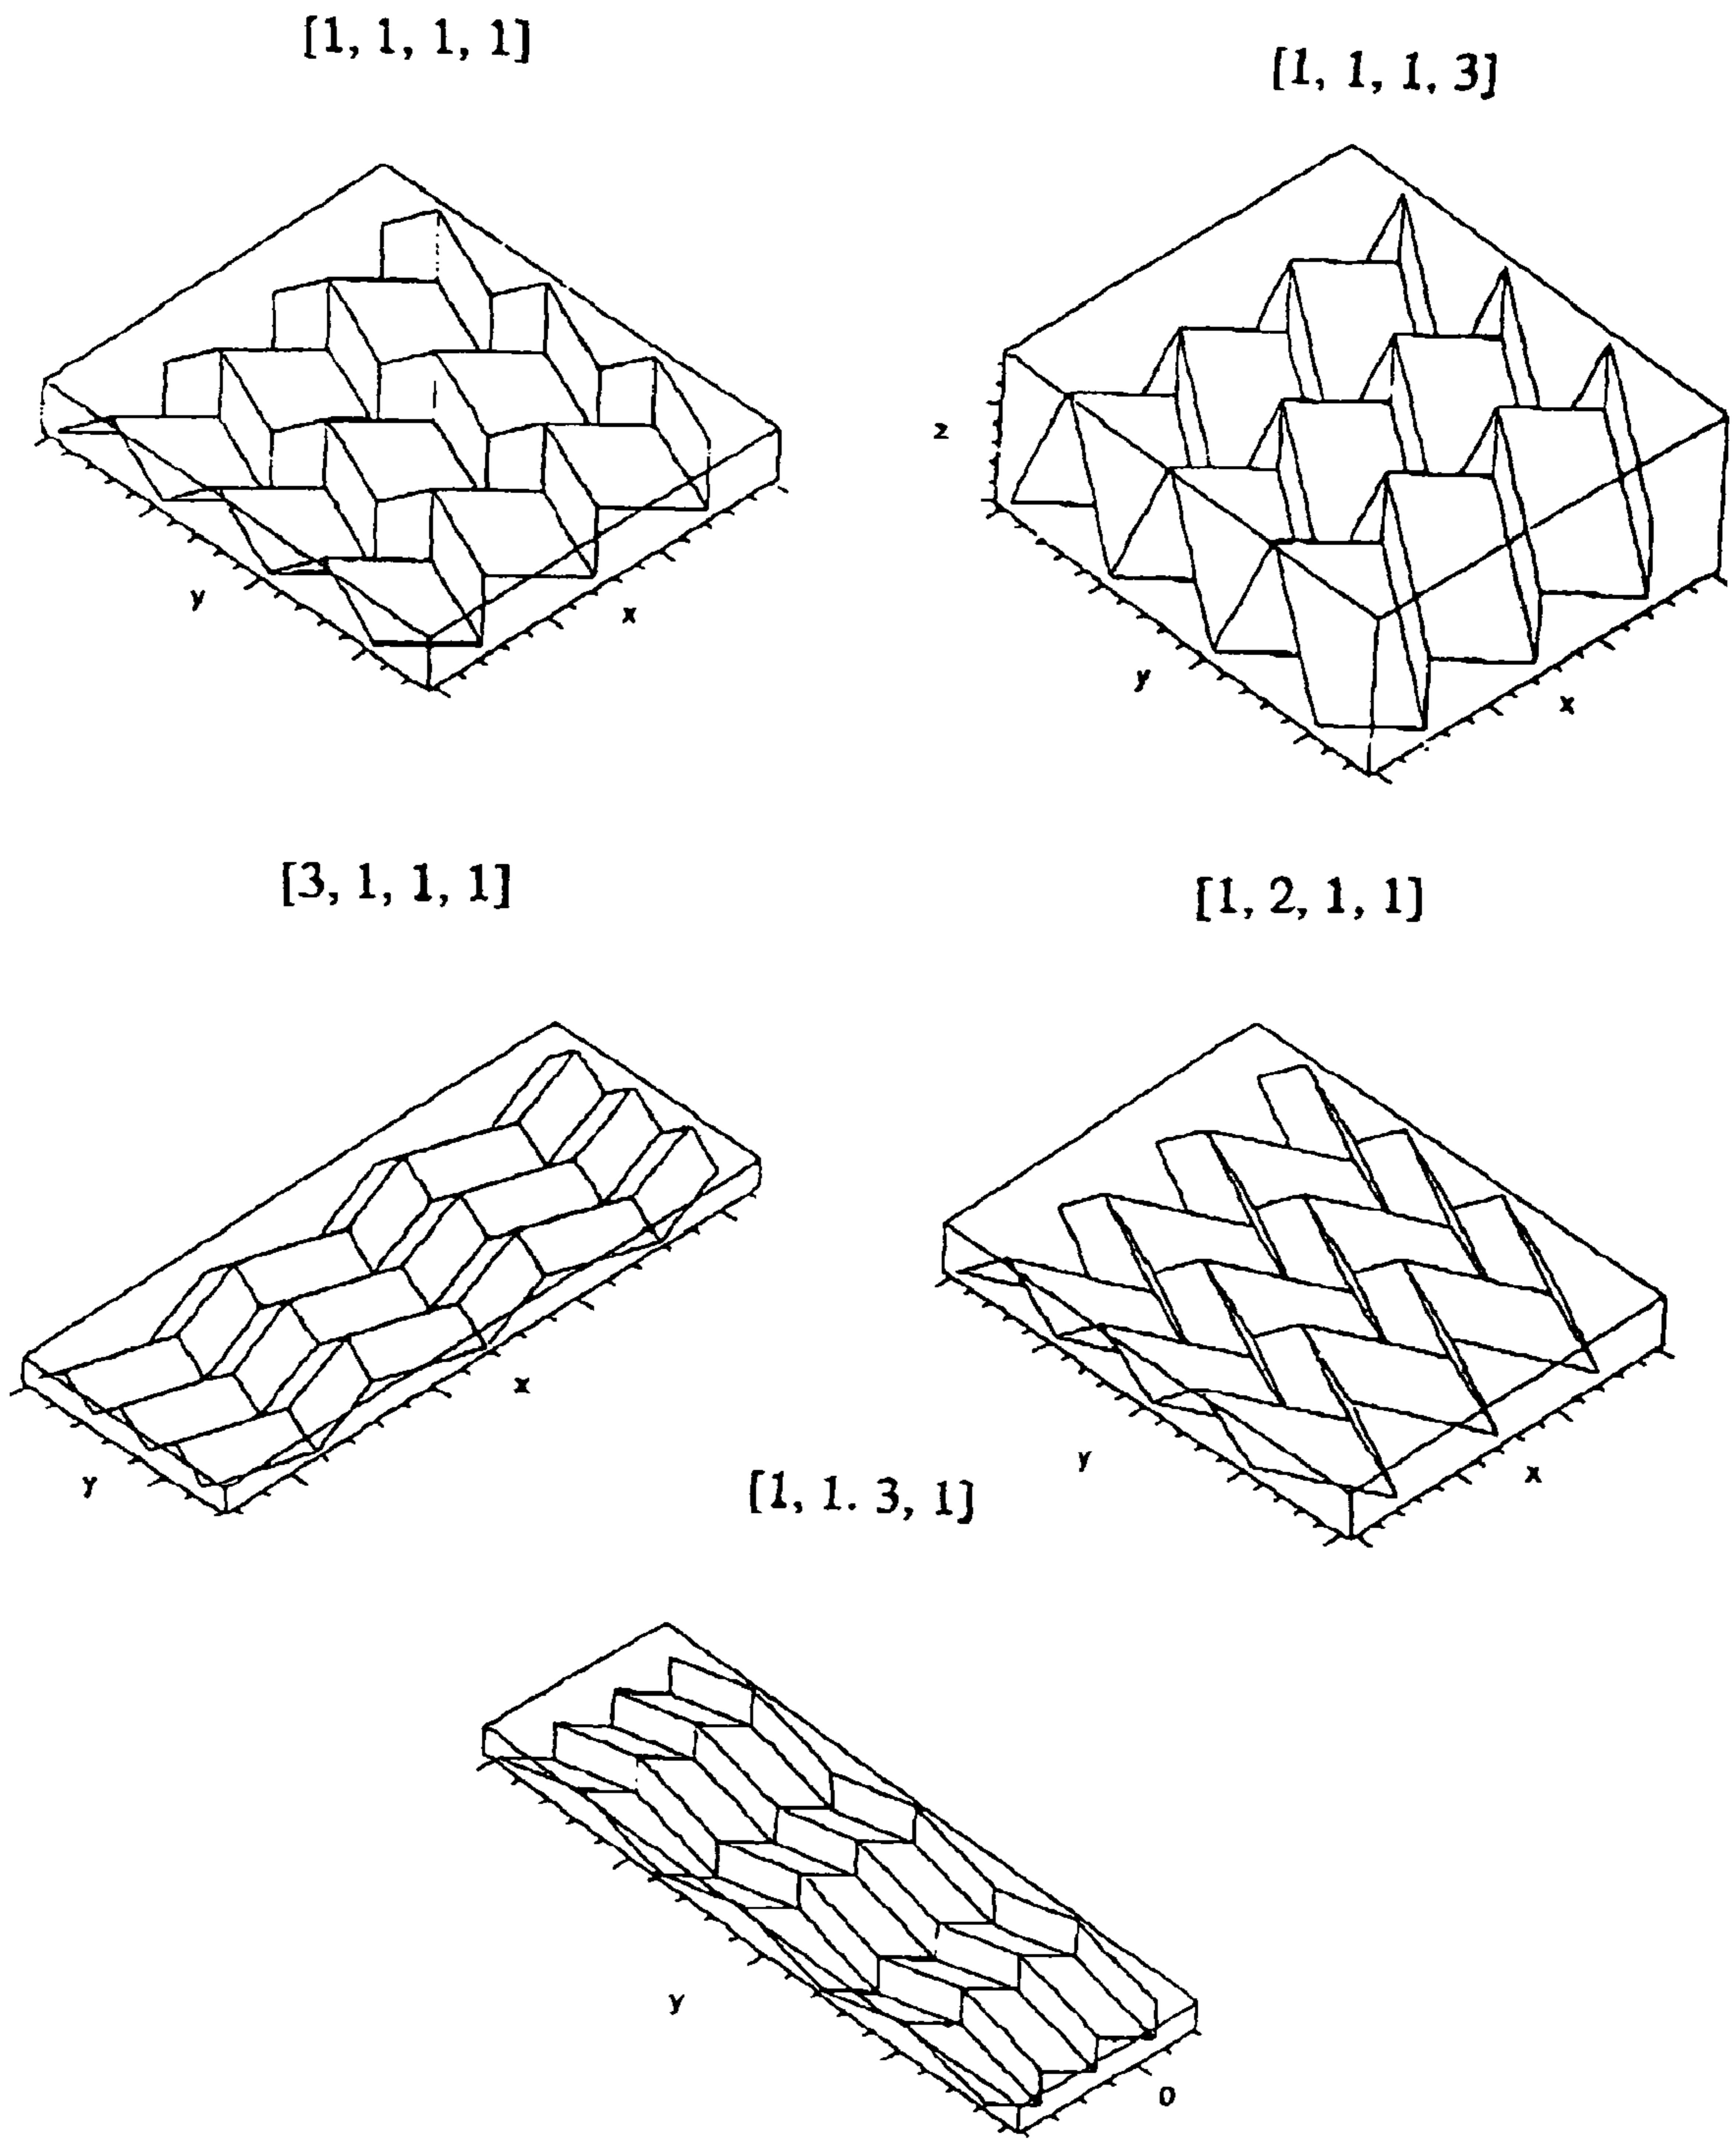 [1, 1, 1, 1]
[1, 1, 1, 3]
z
y
x
y
x
[3, 1, 1, 1]
[1, 2, 1, 1]
x
y
y
x
[1, 1. 3, 1]
y
0